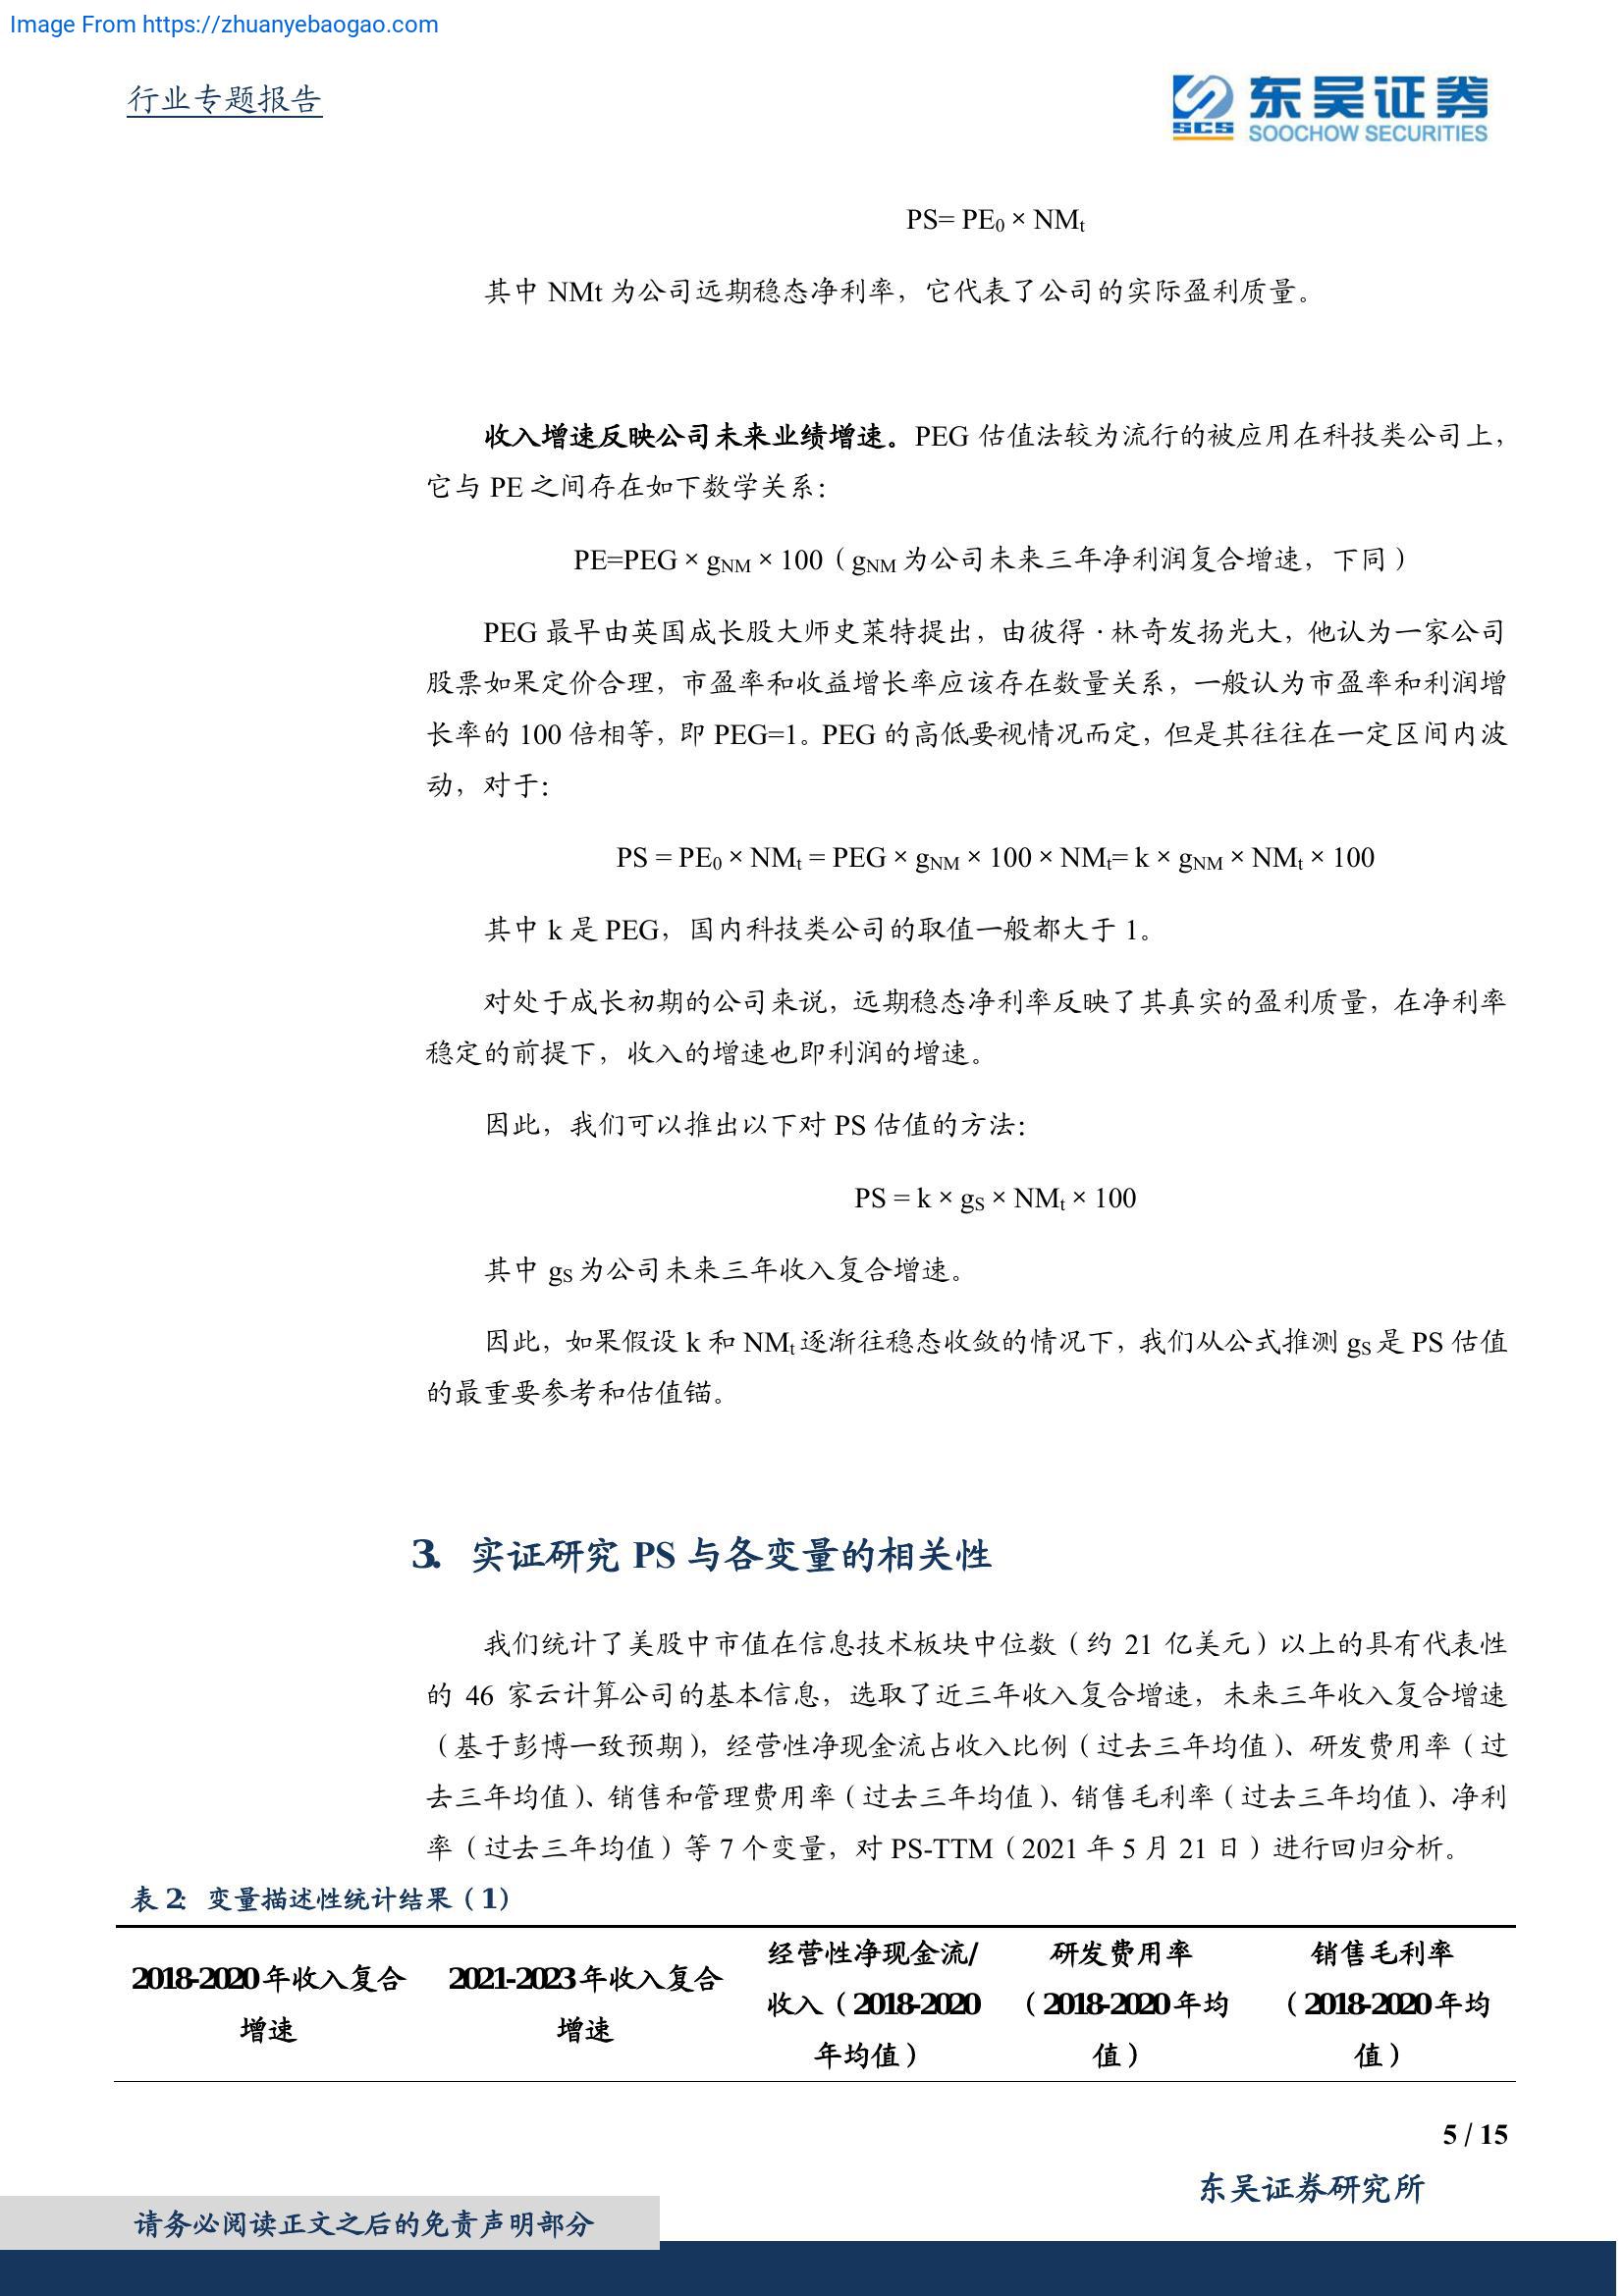 Image From https://zhuanyebaogao.com
行业专题报告
东吴证券
SCS
SOOCHOW SECURITIES
PS= PE₀ × NMₜ
其中 NMt 为公司远期稳态净利率，它代表了公司的实际盈利质量。
收入增速反映公司未来业绩增速。PEG 估值法较为流行的被应用在科技类公司上，
它与 PE 之间存在如下数学关系：
PE=PEG × gNM × 100（gNM 为公司未来三年净利润复合增速，下同）
PEG 最早由英国成长股大师史莱特提出，由彼得·林奇发扬光大，他认为一家公司
股票如果定价合理，市盈率和收益增长率应该存在数量关系，一般认为市盈率和利润增
长率的 100 倍相等，即 PEG=1。PEG 的高低要视情况而定，但是其往往在一定区间内波
动，对于：
PS = PE₀ × NMₜ = PEG × gNM × 100 × NMₜ= k × gNM × NMₜ × 100
其中 k 是 PEG，国内科技类公司的取值一般都大于 1。
对处于成长初期的公司来说，远期稳态净利率反映了其真实的盈利质量，在净利率
稳定的前提下，收入的增速也即利润的增速。
因此，我们可以推出以下对 PS 估值的方法：
PS = k × gS × NMₜ × 100
其中 gS 为公司未来三年收入复合增速。
因此，如果假设 k 和 NMₜ 逐渐往稳态收敛的情况下，我们从公式推测 gS 是 PS 估值
的最重要参考和估值锚。
3. 实证研究 PS 与各变量的相关性
我们统计了美股中市值在信息技术板块中位数（约 21 亿美元）以上的具有代表性
的 46 家云计算公司的基本信息，选取了近三年收入复合增速，未来三年收入复合增速
（基于彭博一致预期），经营性净现金流占收入比例（过去三年均值）、研发费用率（过
去三年均值）、销售和管理费用率（过去三年均值）、销售毛利率（过去三年均值）、净利
率（过去三年均值）等 7 个变量，对 PS-TTM（2021 年 5 月 21 日）进行回归分析。
表 2：变量描述性统计结果（1）
2018-2020 年收入复合
增速
2021-2023 年收入复合
增速
经营性净现金流/
收入（2018-2020
年均值）
研发费用率
（2018-2020 年均
值）
销售毛利率
（2018-2020 年均
值）
5 / 15
东吴证券研究所
请务必阅读正文之后的免责声明部分